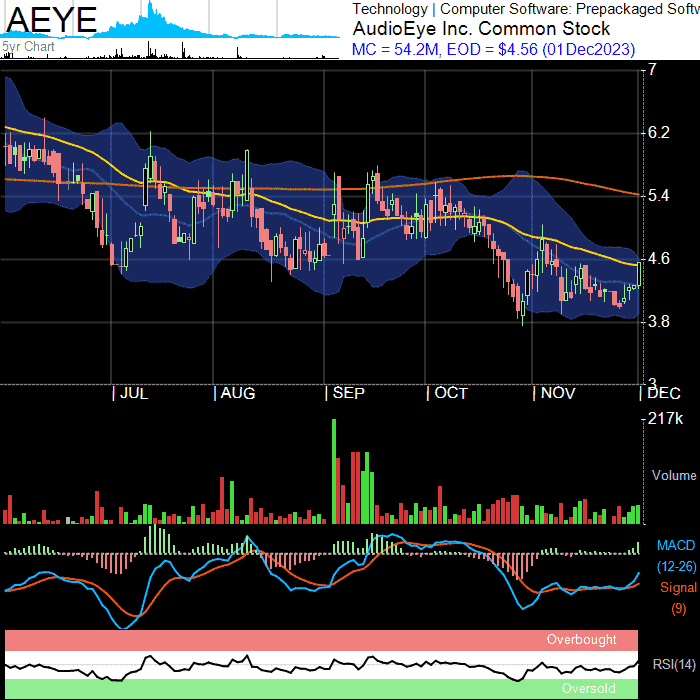 AEYE
5yr Chart
Technology | Computer Software: Prepackaged Softw
AudioEye Inc. Common Stock
MC = 54.2M, EOD = $4.56 (01Dec2023)
7
6.2
5.4
4.6
3.8
3
JUL AUG SEP OCT NOV DEC
217k
Volume
MACD
(12-26)
Signal
(9)
Overbought
RSI(14)
Oversold